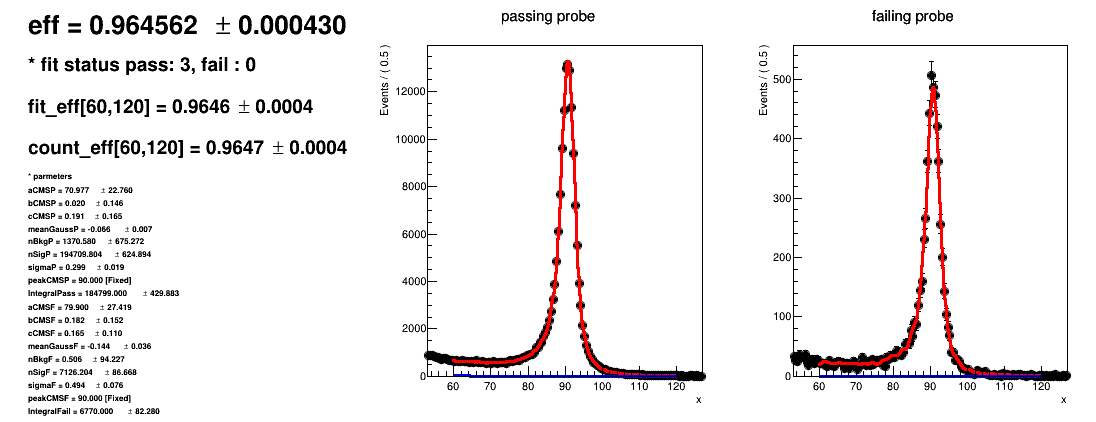 eff = 0.964562 ± 0.000430
* fit status pass: 3, fail : 0
fit_eff[60,120] = 0.9646 ± 0.0004
count_eff[60,120] = 0.9647 ± 0.0004
* parmeters
aCMSP = 70.977 ± 22.760
bCMSP = 0.020 ± 0.146
cCMSP = 0.191 ± 0.165
meanGaussP = -0.066 ± 0.007
nBkgP = 1370.580 ± 675.272
nSigP = 194709.804 ± 624.894
sigmaP = 0.299 ± 0.019
peakCMSP = 90.000 [Fixed]
IntegralPass = 184799.000 ± 429.883
aCMSF = 79.900 ± 27.419
bCMSF = 0.182 ± 0.152
cCMSF = 0.165 ± 0.110
meanGaussF = -0.144 ± 0.036
nBkgF = 0.506 ± 94.227
nSigF = 7126.204 ± 86.668
sigmaF = 0.494 ± 0.076
peakCMSF = 90.000 [Fixed]
IntegralFail = 6770.000 ± 82.280
passing probe
Events / ( 0.5 )
12000
10000
8000
6000
4000
2000
0
60 70 80 90 100 110 120
x
failing probe
Events / ( 0.5 )
500
400
300
200
100
0
60 70 80 90 100 110 120
x